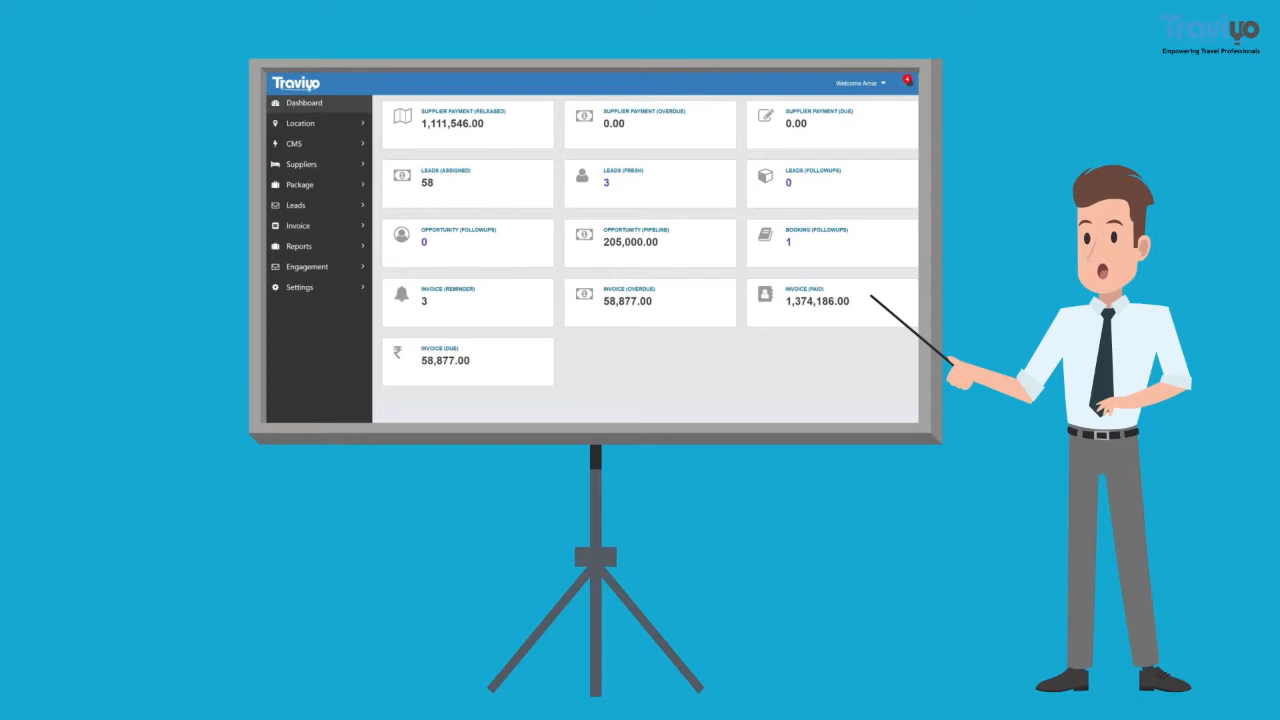 Traviyo
Empowering Travel Professionals
Traviyo
Welcome Amar
4
Dashboard
Location
CMS
Suppliers
Package
Leads
Invoice
Reports
Engagement
Settings
SUPPLIER PAYMENT (RELEASED)
1,111,546.00
SUPPLIER PAYMENT (OVERDUE)
0.00
SUPPLIER PAYMENT (DUE)
0.00
LEADS (ASSIGNED)
58
LEADS (FRESH)
3
LEADS (FOLLOWUPS)
0
OPPORTUNITY (FOLLOWUPS)
0
OPPORTUNITY (PIPELINE)
205,000.00
BOOKING (FOLLOWUPS)
1
INVOICE (REMINDER)
3
INVOICE (OVERDUE)
58,877.00
INVOICE (PAID)
1,374,186.00
₹
INVOICE (DUE)
58,877.00